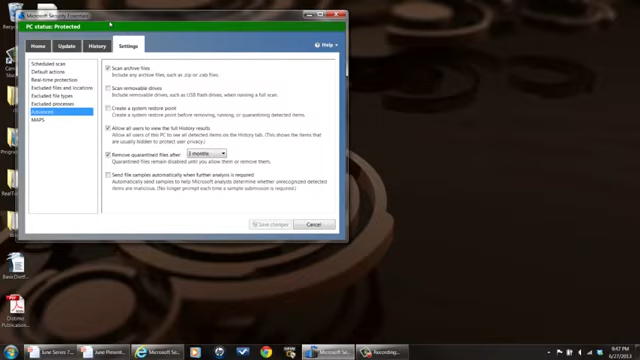 Microsoft Security Essentials
PC status: Protected
Home
Update
History
Settings
Help
Scheduled scan
Default actions
Real-time protection
Excluded files and locations
Excluded file types
Excluded processes
Advanced
MAPS
Scan archive files
Include any archive files, such as .zip or .cab files.
Scan removable drives
Include removable drives, such as USB flash drives, when running a full scan.
Create a system restore point
Create a system restore point before removing, running, or quarantining detected items.
Allow all users to view the full History results
Allow all users of this PC to see all detected items on the History tab. (This shows items that
are usually hidden to protect user privacy.)
Remove quarantined files after
3 months
Quarantined files remain disabled until you allow them or remove them.
Send file samples automatically when further analysis is required
Automatically send samples to help Microsoft analysts determine whether unrecognized detected
items are malicious. (No longer prompt each time a sample submission is required.)
Save changes
Cancel
Distimo
Publication...
June Series 7...
June Present...
Microsoft Se...
NEW
Microsoft Se...
Recording...
9:47 PM
6/27/2013